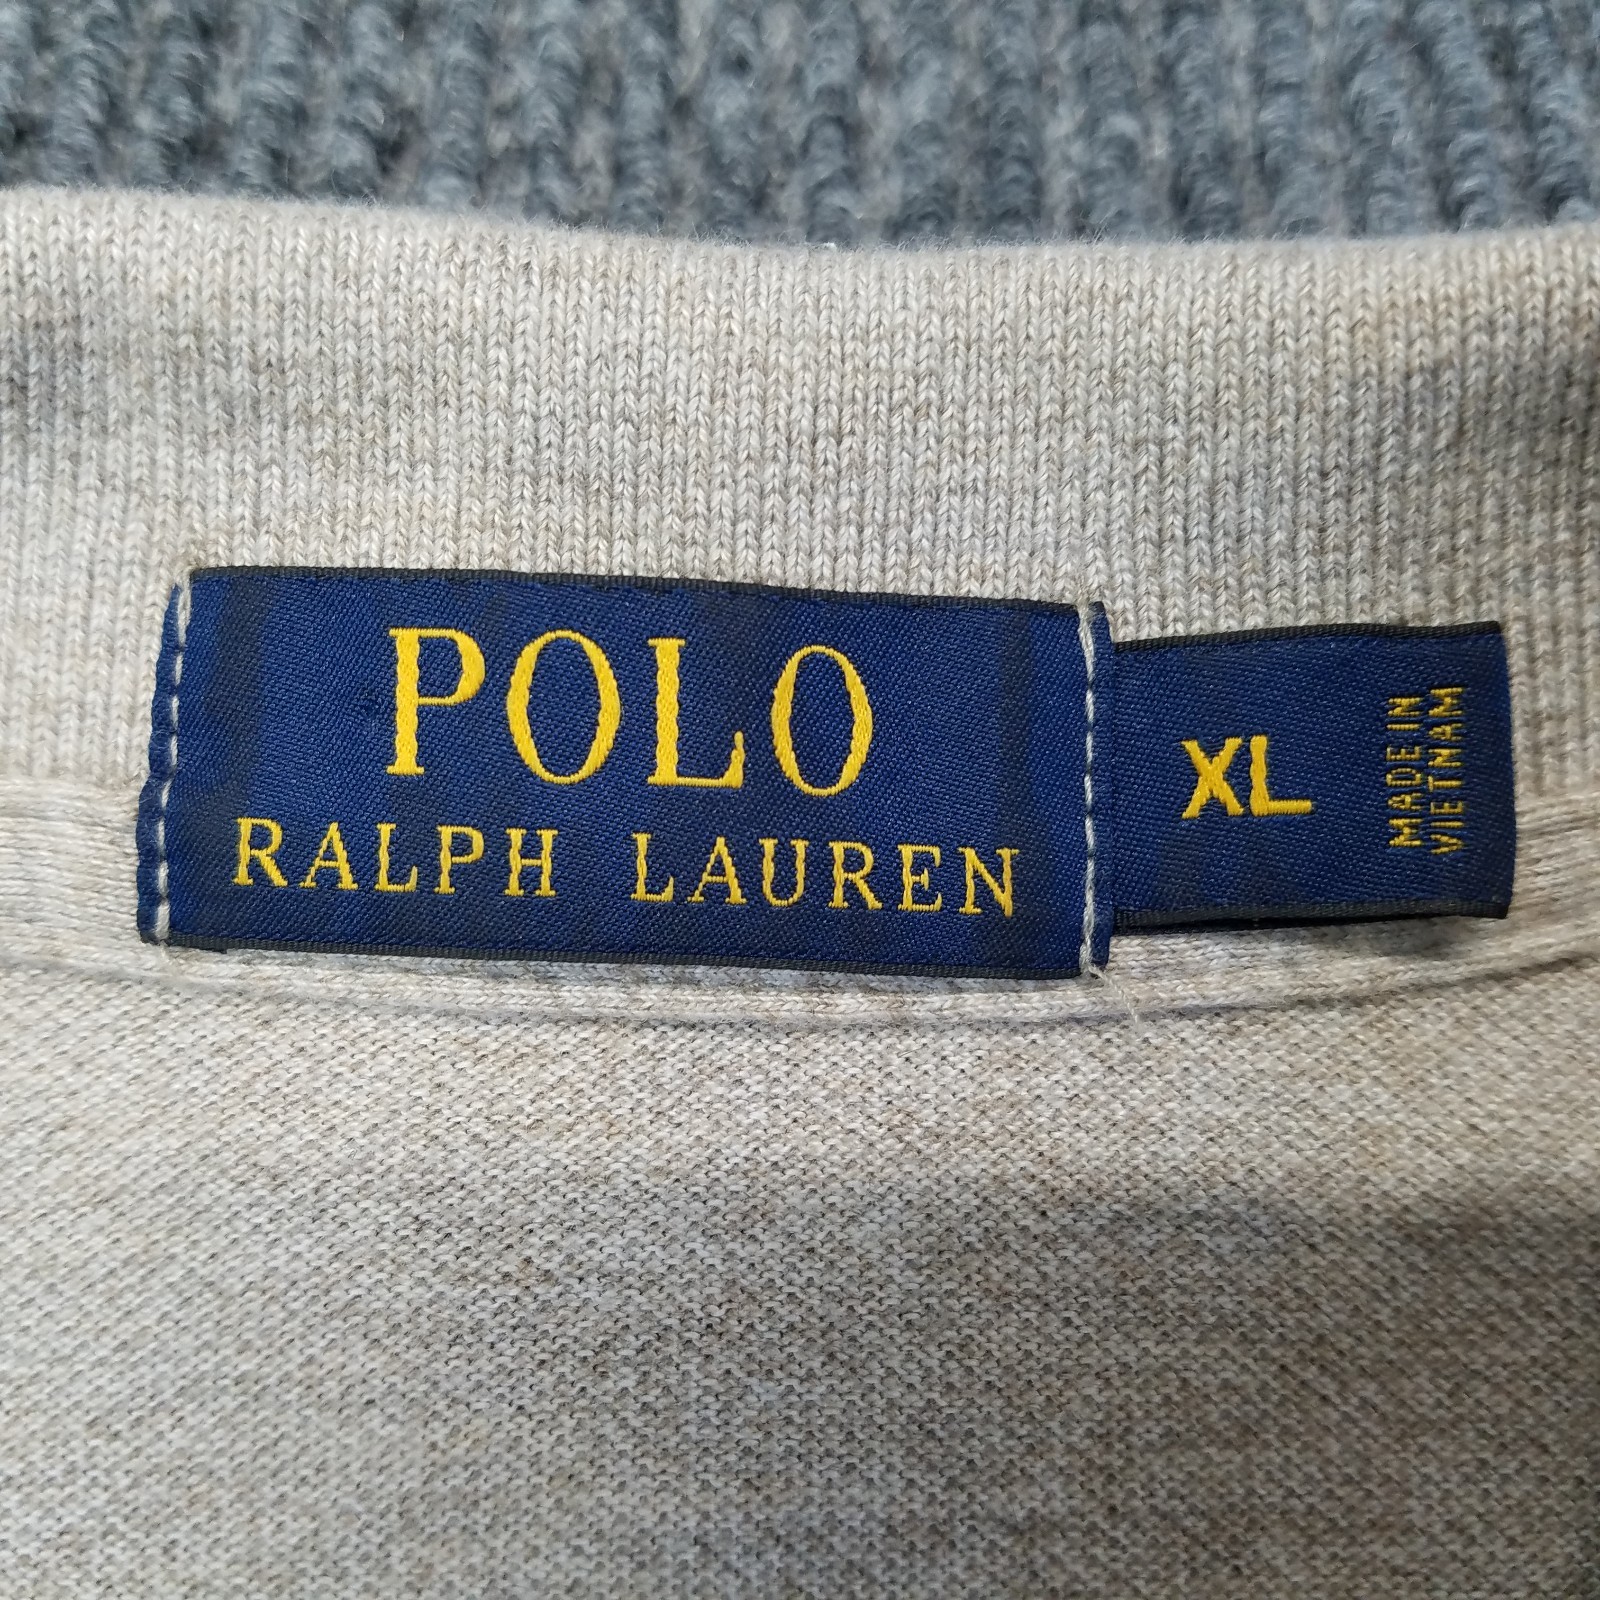 POLO
RALPH LAUREN
XL
MADE IN
VIETNAM